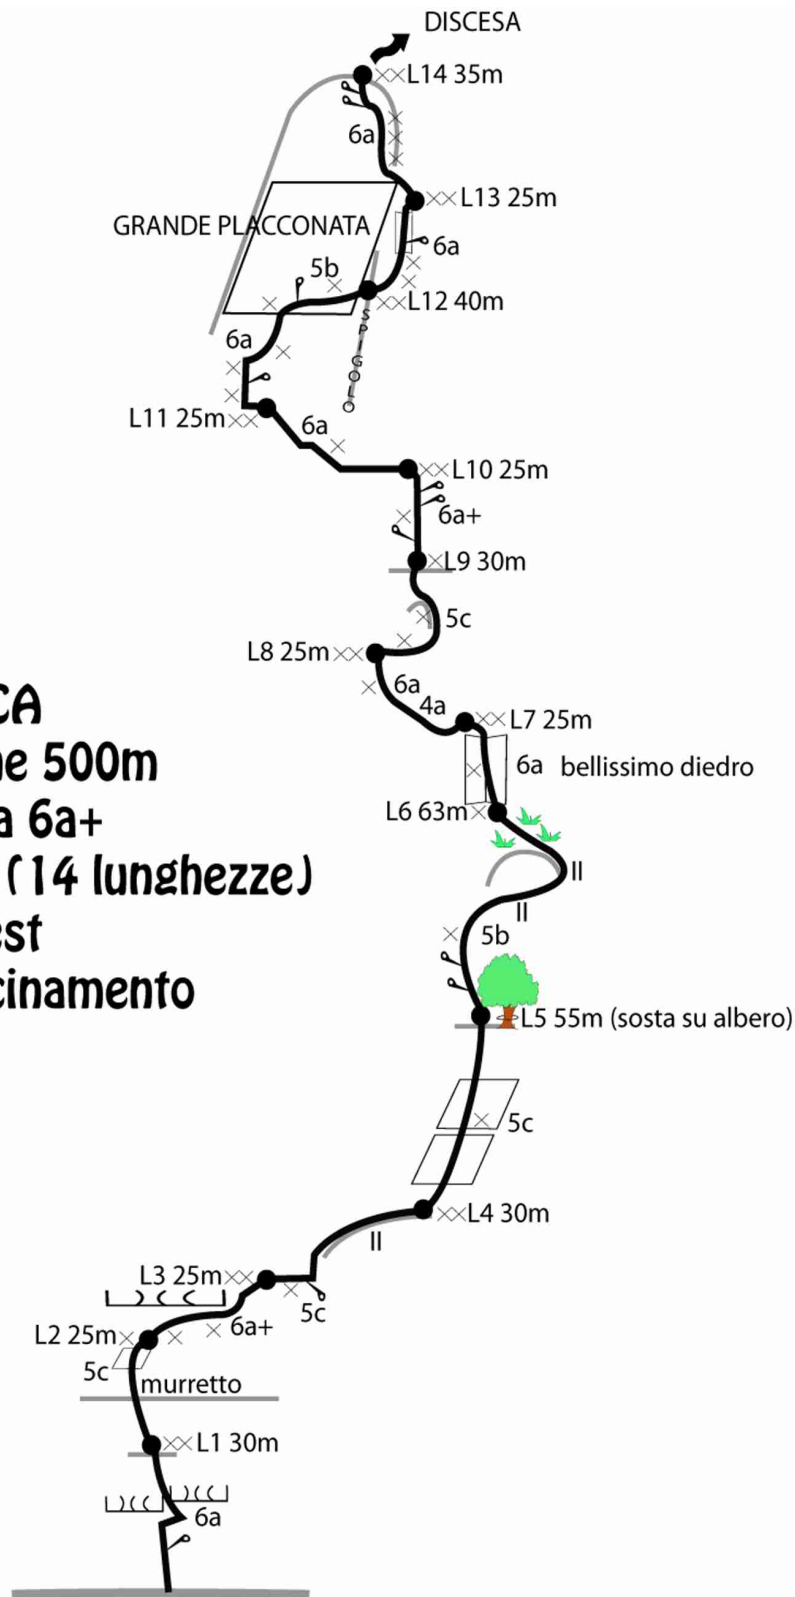 DISCESA
L14 35m
6a
L13 25m
GRANDE PLACCONATA
6a
5b
L12 40m
SPIGOLO
6a
L11 25m
6a
L10 25m
6a+
L9 30m
5c
L8 25m
6a
4a
L7 25m
6a bellissimo diedro
L6 63m
II
II
5b
L5 55m (sosta su albero)
5c
L4 30m
II
L3 25m
5c
6a+
L2 25m
5c
murretto
L1 30m
6a
CA
ne 500m
a 6a+
(14 lunghezze)
est
cinamento